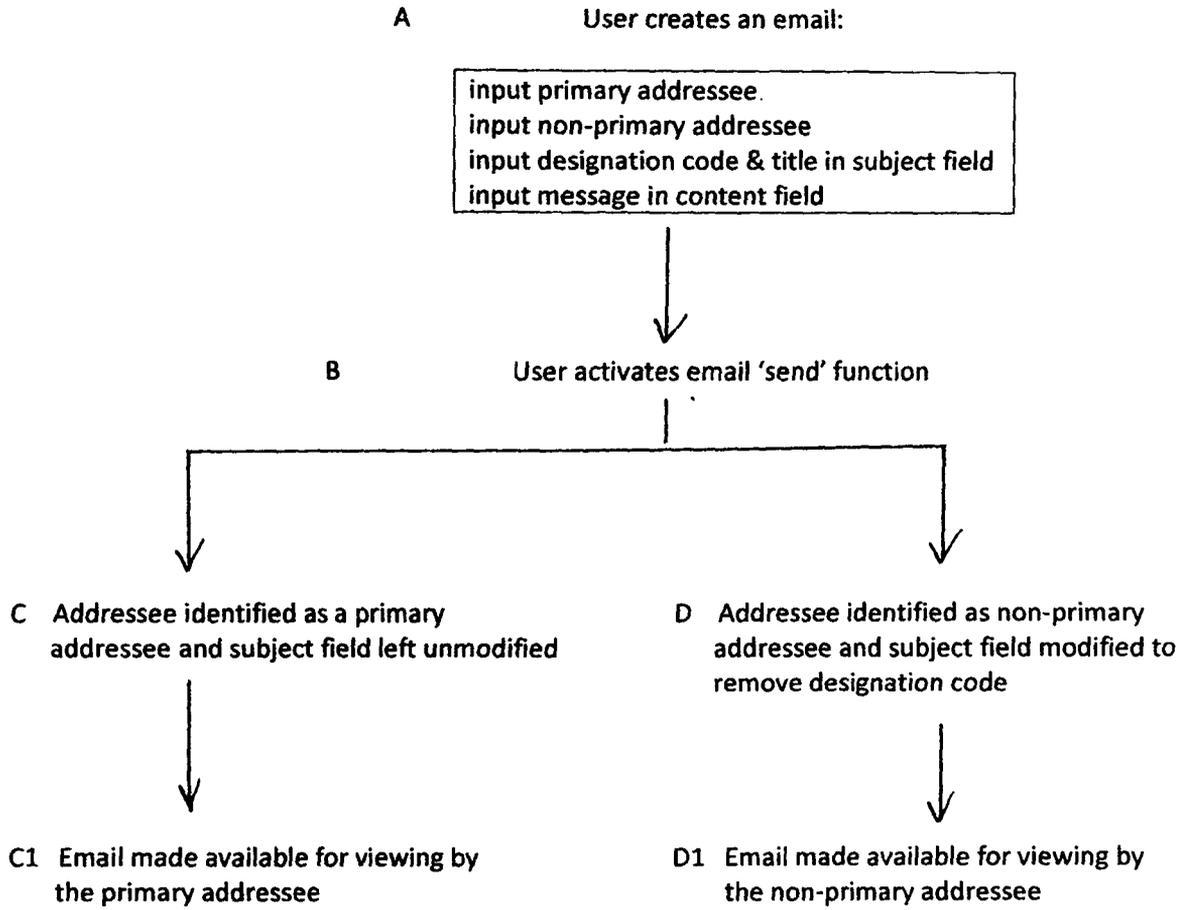 A User creates an email:
input primary addressee.
input non-primary addressee
input designation code & title in subject field
input message in content field
B User activates email ‘send’ function
C Addressee identified as a primary
addressee and subject field left unmodified
D Addressee identified as non-primary
addressee and subject field modified to
remove designation code
C1 Email made available for viewing by
the primary addressee
D1 Email made available for viewing by
the non-primary addressee